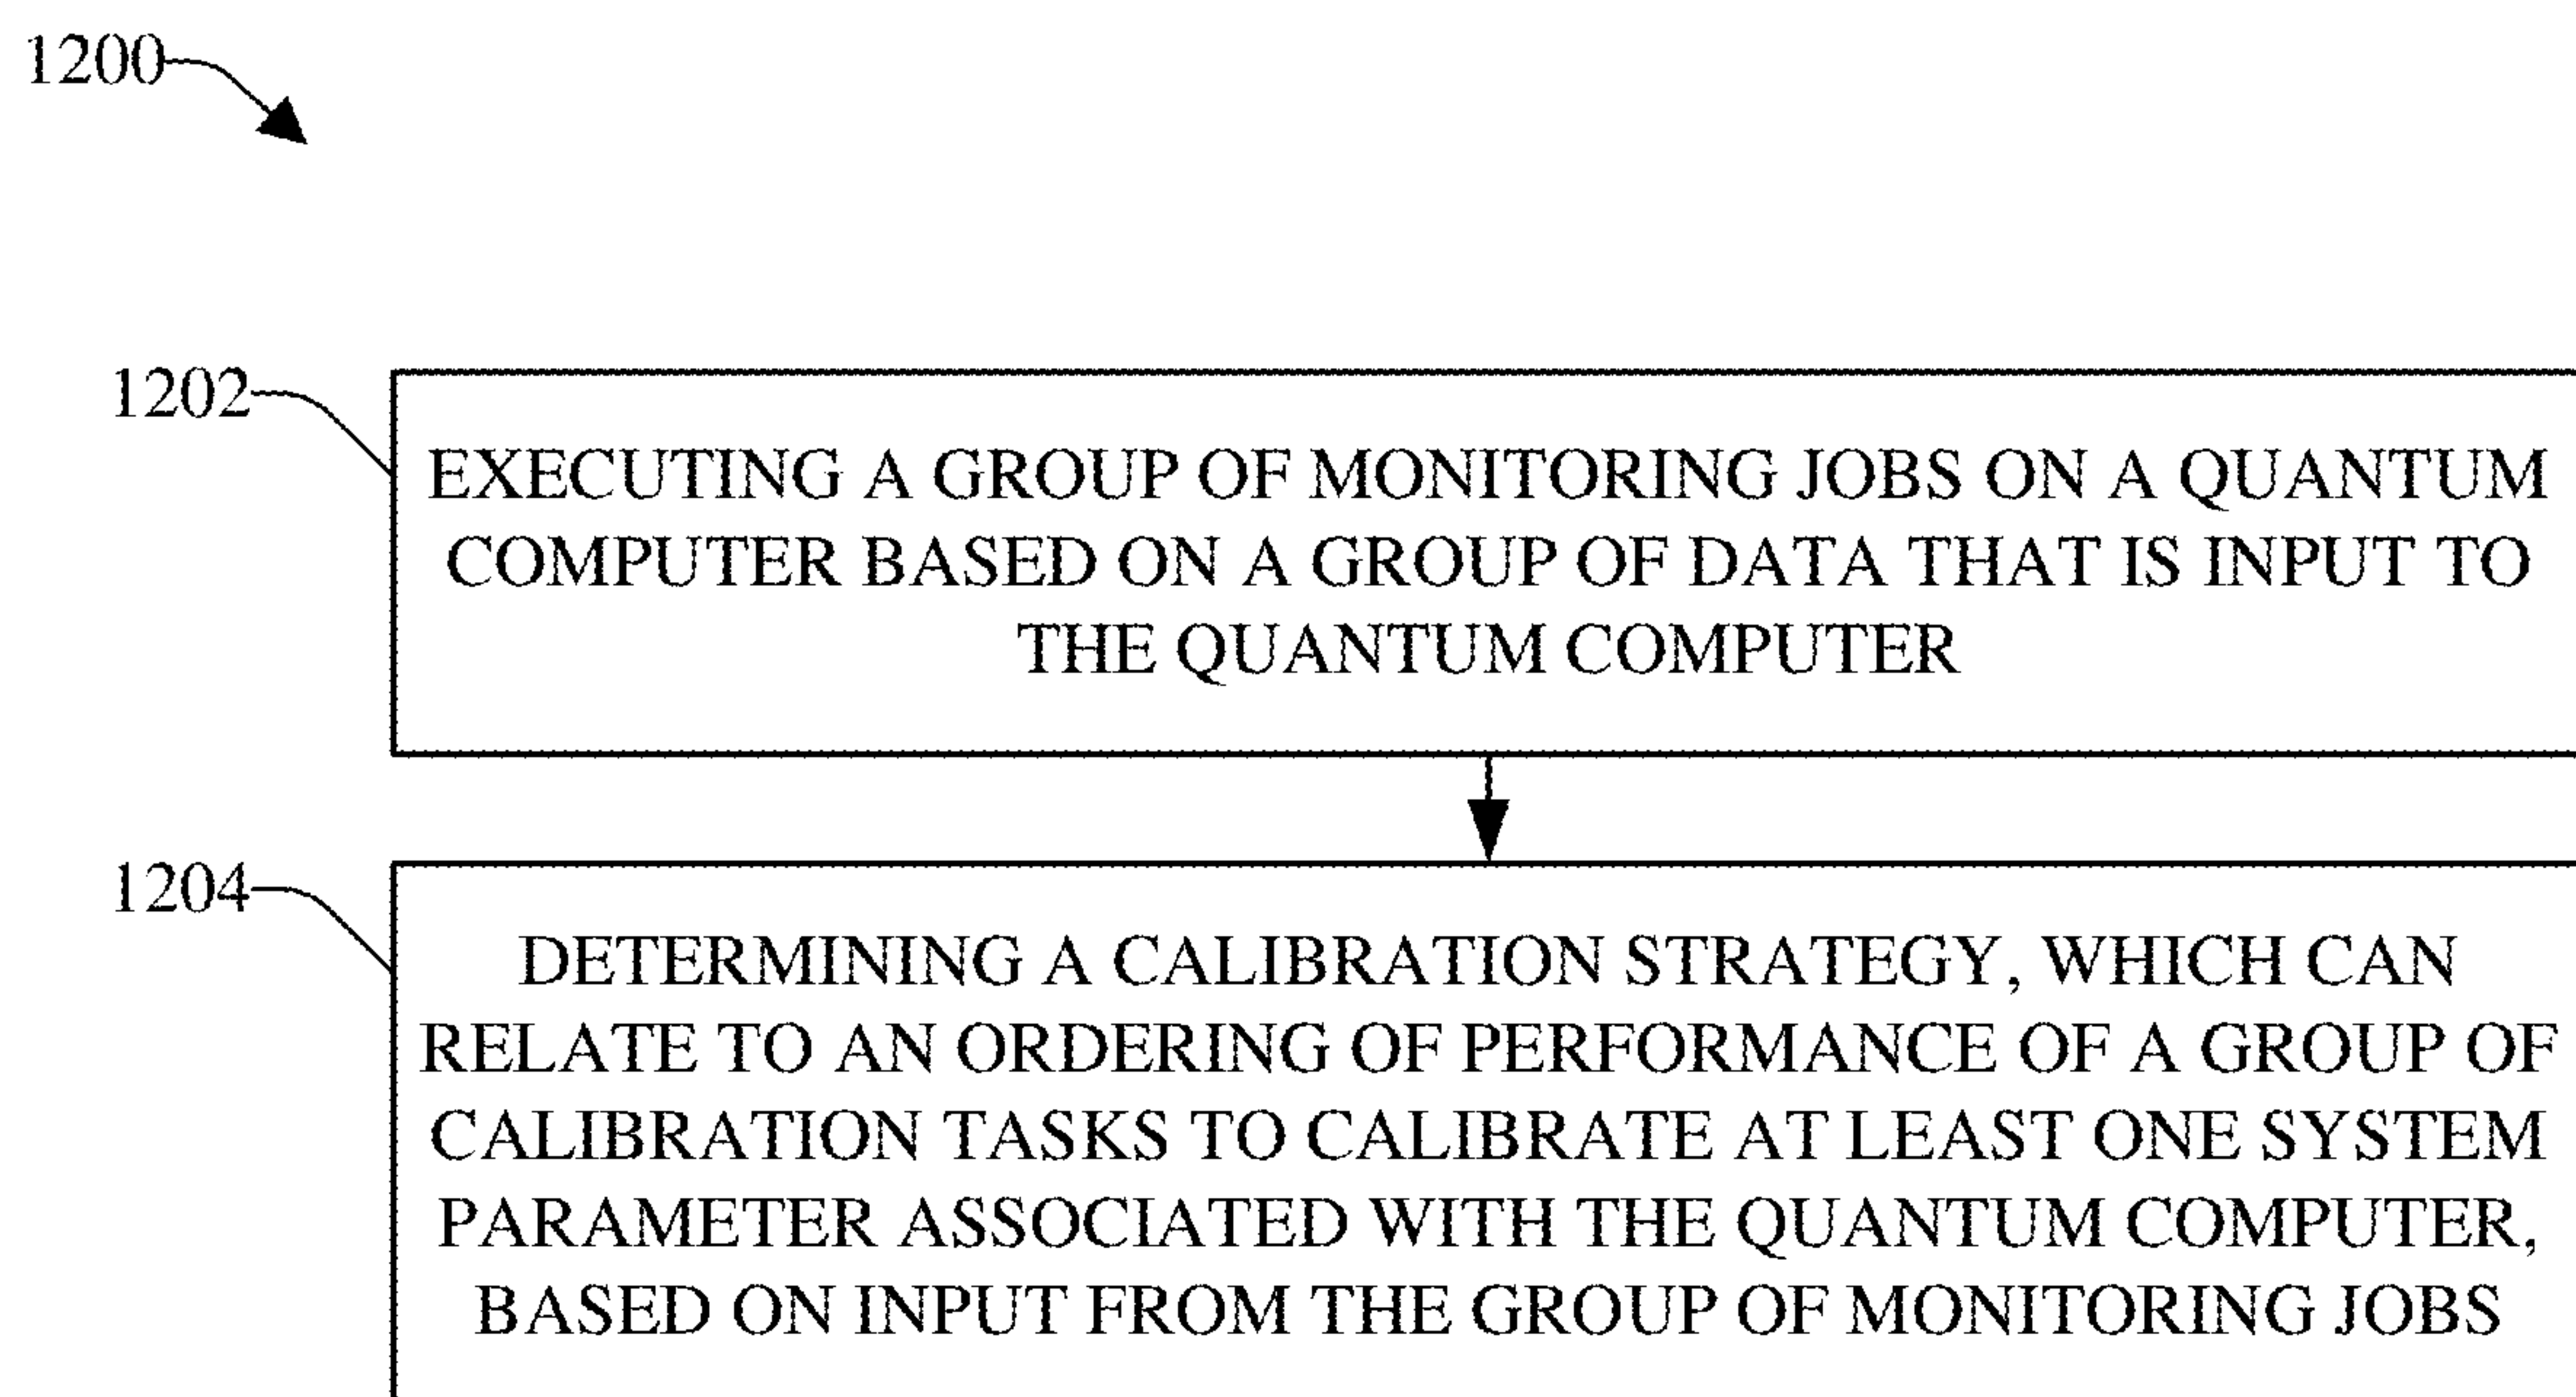 1200
1202
EXECUTING A GROUP OF MONITORING JOBS ON A QUANTUM
COMPUTER BASED ON A GROUP OF DATA THAT IS INPUT TO
THE QUANTUM COMPUTER
1204
DETERMINING A CALIBRATION STRATEGY, WHICH CAN
RELATE TO AN ORDERING OF PERFORMANCE OF A GROUP OF
CALIBRATION TASKS TO CALIBRATE AT LEAST ONE SYSTEM
PARAMETER ASSOCIATED WITH THE QUANTUM COMPUTER,
BASED ON INPUT FROM THE GROUP OF MONITORING JOBS